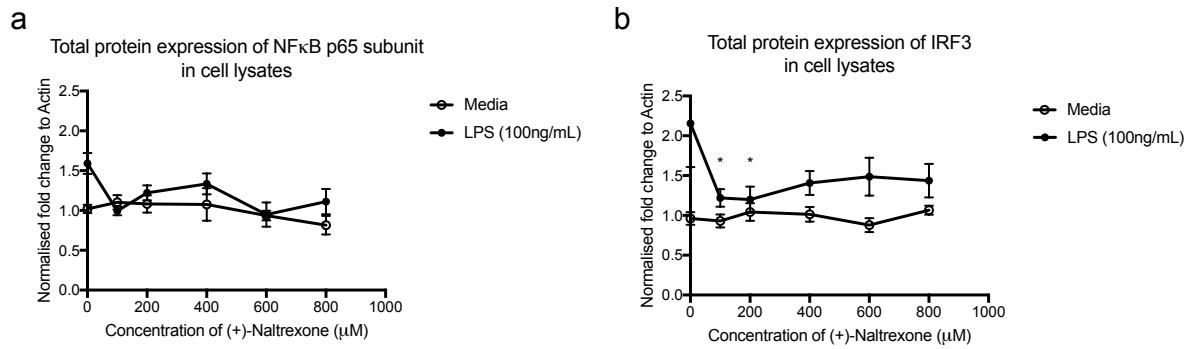 a
Total protein expression of NFκB p65 subunit
in cell lysates
Normalised fold change to Actin
2.5
2.0
1.5
1.0
0.5
0.0
0
200
400
600
800
1000
Concentration of (+)-Naltrexone (μM)
Media
LPS (100ng/mL)
b
Total protein expression of IRF3
in cell lysates
Normalised fold change to Actin
2.5
2.0
1.5
1.0
0.5
0.0
* *
0
200
400
600
800
1000
Concentration of (+)-Naltrexone (μM)
Media
LPS (100ng/mL)